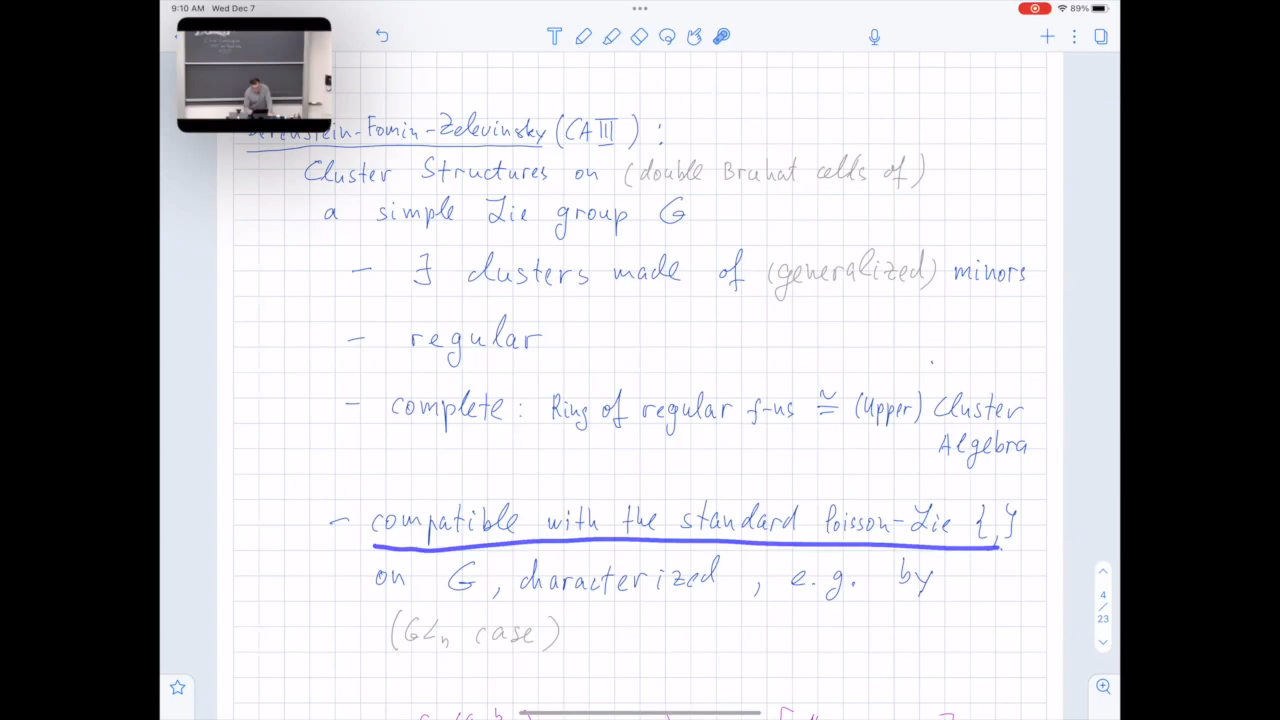 9:10 AM Wed Dec 7
89%
Berenstein-Fomin-Zelevinsky (CA III) :
Cluster Structures on (double Bruhat cells of)
a simple Lie group G
- ∃ clusters made of (generalized) minors
- regular
- complete : Ring of regular f-ns ≅ (Upper) Cluster
Algebra
- compatible with the standard Poisson-Lie {,}
on G, characterized, e.g. by
(GLn case)
4
/
23